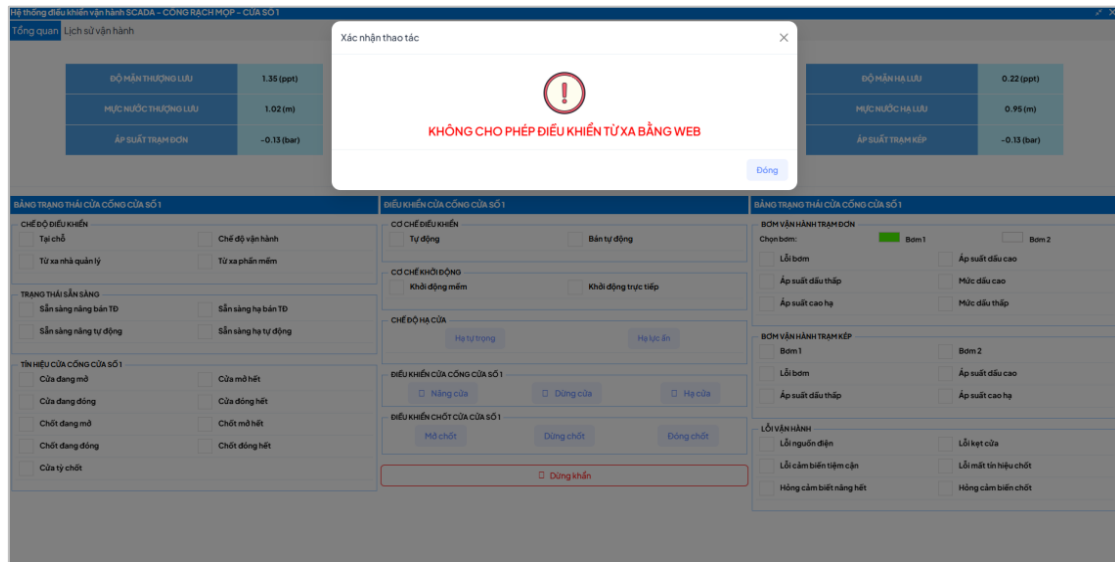 Hệ thống điều khiển vận hành SCADA - CỐNG RẠCH MỌP - CỬA SỐ 1
Tổng quan Lịch sử vận hành
Xác nhận thao tác
KHÔNG CHO PHÉP ĐIỀU KHIỂN TỪ XA BẰNG WEB
Đóng
ĐỘ MẶN THƯỢNG LƯU 1.35 (ppt)
MỰC NƯỚC THƯỢNG LƯU 1.02 (m)
ÁP SUẤT TRẠM ĐƠN -0.13 (bar)
ĐỘ MẶN HẠ LƯU 0.22 (ppt)
MỰC NƯỚC HẠ LƯU 0.95 (m)
ÁP SUẤT TRẠM KÉP -0.13 (bar)
BẢNG TRẠNG THÁI CỬA CỐNG CỬA SỐ 1
CHẾ ĐỘ ĐIỀU KHIỂN
Tại chỗ Chế độ vận hành
Từ xa nhà quản lý Từ xa phần mềm
TRẠNG THÁI SẴN SÀNG
Sẵn sàng nâng bán TĐ Sẵn sàng hạ bán TĐ
Sẵn sàng nâng tự động Sẵn sàng hạ tự động
TÍN HIỆU CỬA CỐNG CỬA SỐ 1
Cửa đang mở Cửa mở hết
Cửa đang đóng Cửa đóng hết
Chốt đang mở Chốt mở hết
Chốt đang đóng Chốt đóng hết
Cửa tỳ chốt
ĐIỀU KHIỂN CỬA CỐNG CỬA SỐ 1
CƠ CHẾ ĐIỀU KHIỂN
Tự động Bán tự động
CƠ CHẾ KHỞI ĐỘNG
Khởi động mềm Khởi động trực tiếp
CHẾ ĐỘ HẠ CỬA
Hạ tự trọng Hạ lực ấn
ĐIỀU KHIỂN CỬA CỐNG CỬA SỐ 1
Nâng cửa Dừng cửa Hạ cửa
ĐIỀU KHIỂN CHỐT CỬA CỬA SỐ 1
Mở chốt Dừng chốt Đóng chốt
Dừng khẩn
BẢNG TRẠNG THÁI CỬA CỐNG CỬA SỐ 1
BƠM VẬN HÀNH TRẠM ĐƠN
Chọn bơm: Bơm 1 Bơm 2
Lỗi bơm Áp suất dầu cao
Áp suất dầu thấp Mức dầu cao
Áp suất cao hạ Mức dầu thấp
BƠM VẬN HÀNH TRẠM KÉP
Bơm 1 Bơm 2
Lỗi bơm Áp suất dầu cao
Áp suất dầu thấp Áp suất cao hạ
LỖI VẬN HÀNH
Lỗi nguồn điện Lỗi kẹt cửa
Lỗi cảm biến tiệm cận Lỗi mất tín hiệu chốt
Hỏng cảm biết nâng hết Hỏng cảm biến chốt